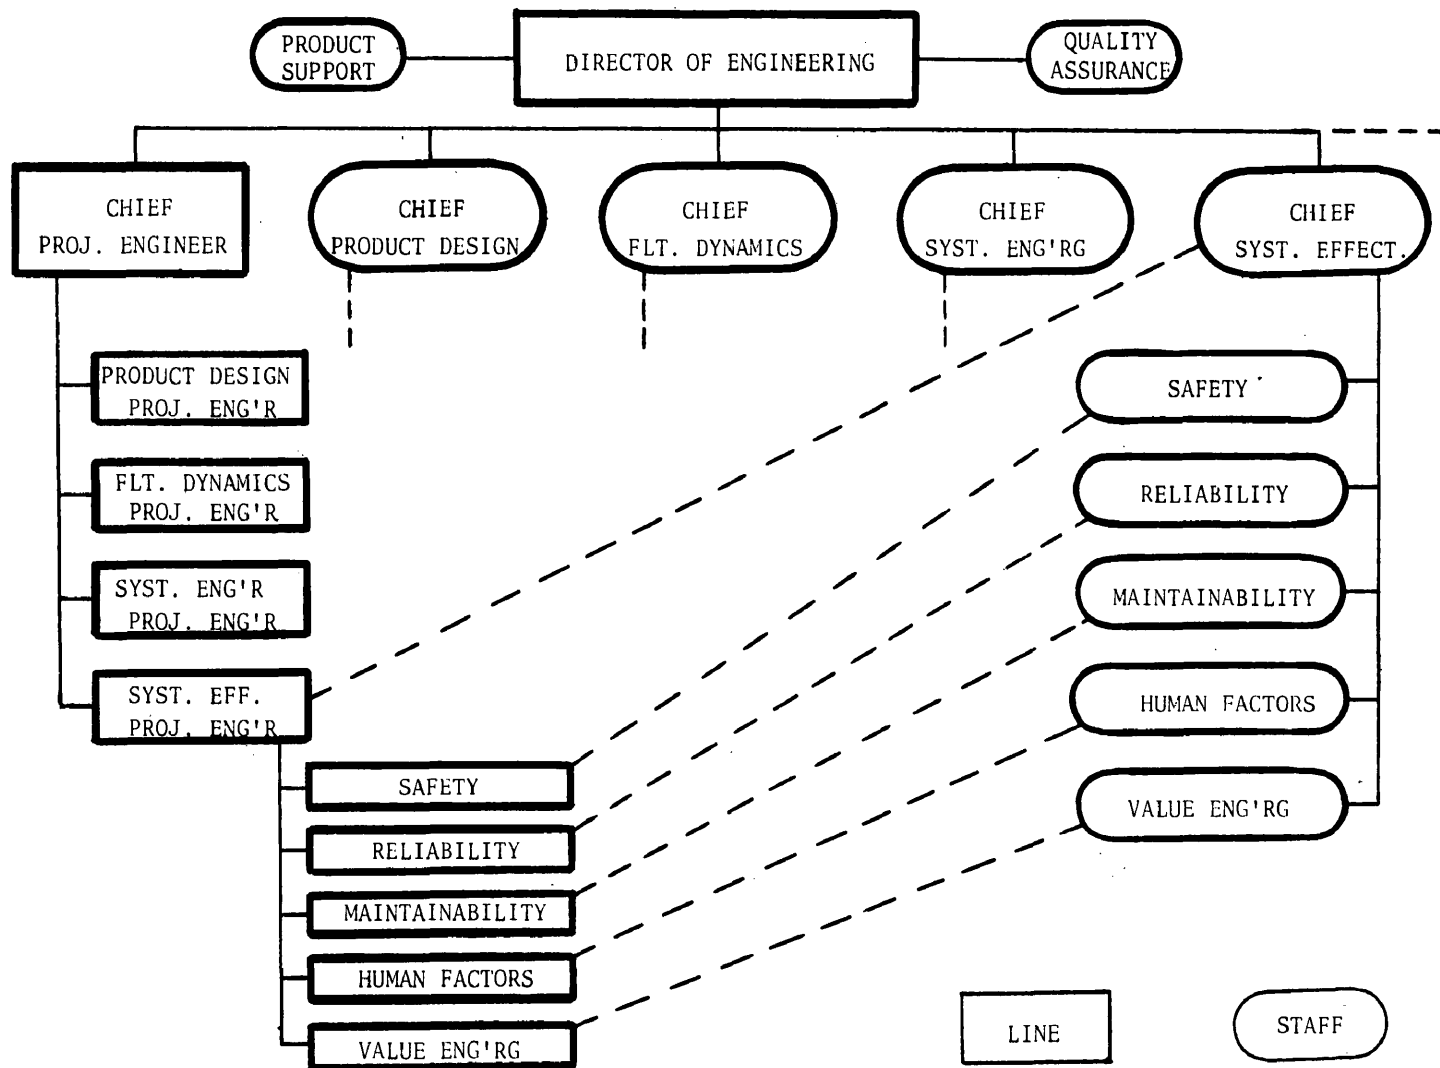 PRODUCT
SUPPORT
DIRECTOR OF ENGINEERING
QUALITY
ASSURANCE
CHIEF
PROJ. ENGINEER
CHIEF
PRODUCT DESIGN
CHIEF
FLT. DYNAMICS
CHIEF
SYST. ENG'RG
CHIEF
SYST. EFFECT.
PRODUCT DESIGN
PROJ. ENG'R
FLT. DYNAMICS
PROJ. ENG'R
SYST. ENG'R
PROJ. ENG'R
SYST. EFF.
PROJ. ENG'R
SAFETY
RELIABILITY
MAINTAINABILITY
HUMAN FACTORS
VALUE ENG'RG
SAFETY
RELIABILITY
MAINTAINABILITY
HUMAN FACTORS
VALUE ENG'RG
LINE
STAFF